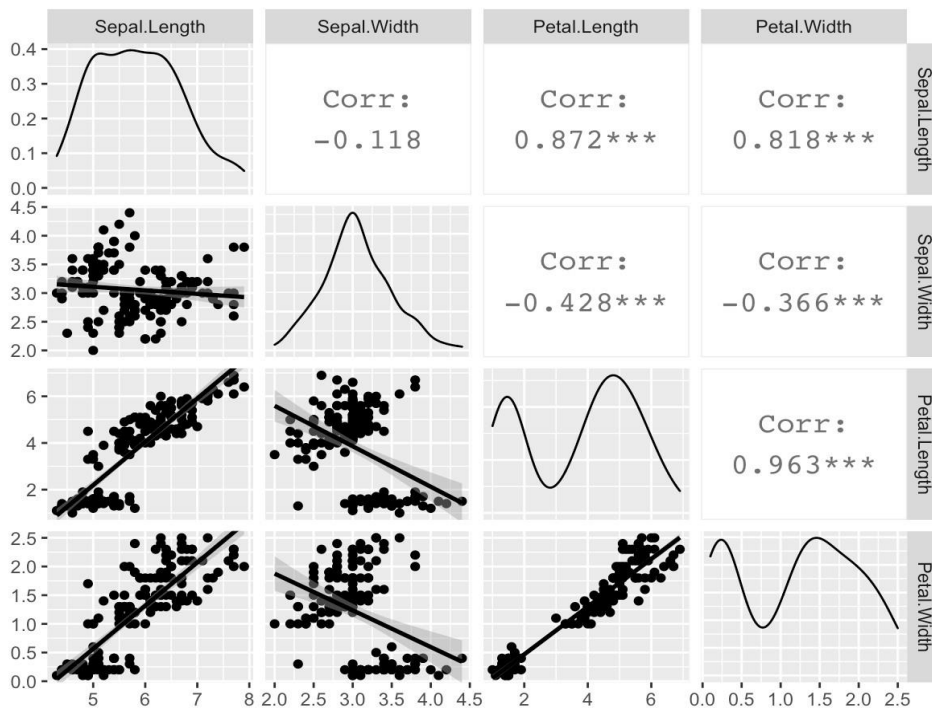 Sepal.Length Sepal.Width Petal.Length Petal.Width
0.4
0.3
0.2
0.1
0.0
Corr:
-0.118
Corr:
0.872***
Corr:
0.818***
Sepal.Length
4.5
4.0
3.5
3.0
2.5
2.0
Corr:
-0.428***
Corr:
-0.366***
Sepal.Width
6
4
2
Corr:
0.963***
Petal.Length
2.5
2.0
1.5
1.0
0.5
0.0
Petal.Width
5 6 7 8 2.0 2.5 3.0 3.5 4.0 4.5 2 4 6 0.0 0.5 1.0 1.5 2.0 2.5